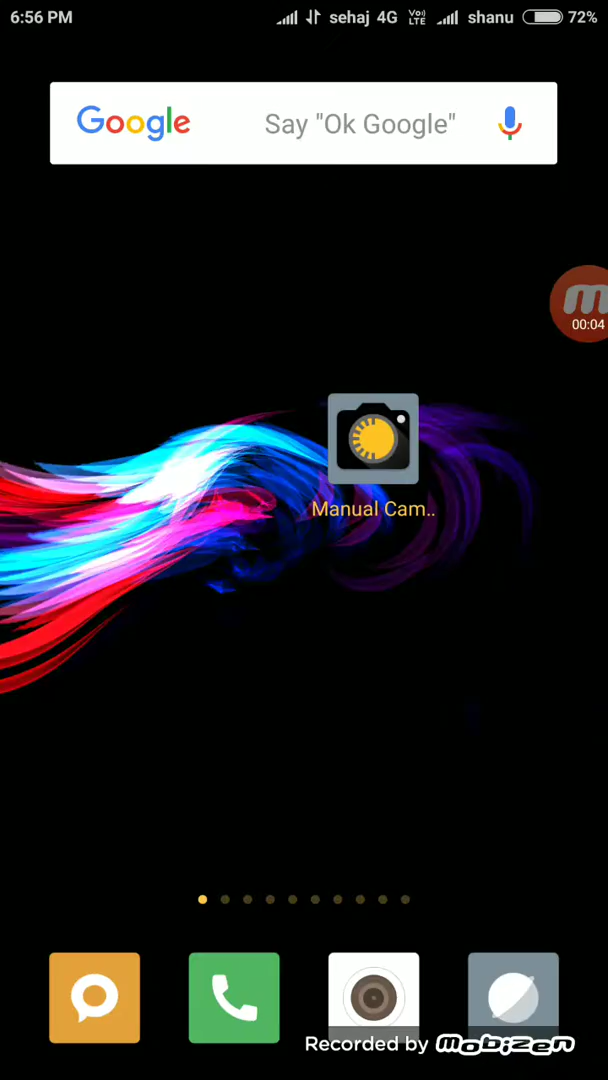 6:56 PM sehaj 4G Vo) LTE shanu 72%
Google Say "Ok Google"
00:04
Manual Cam..
Recorded by mobizen